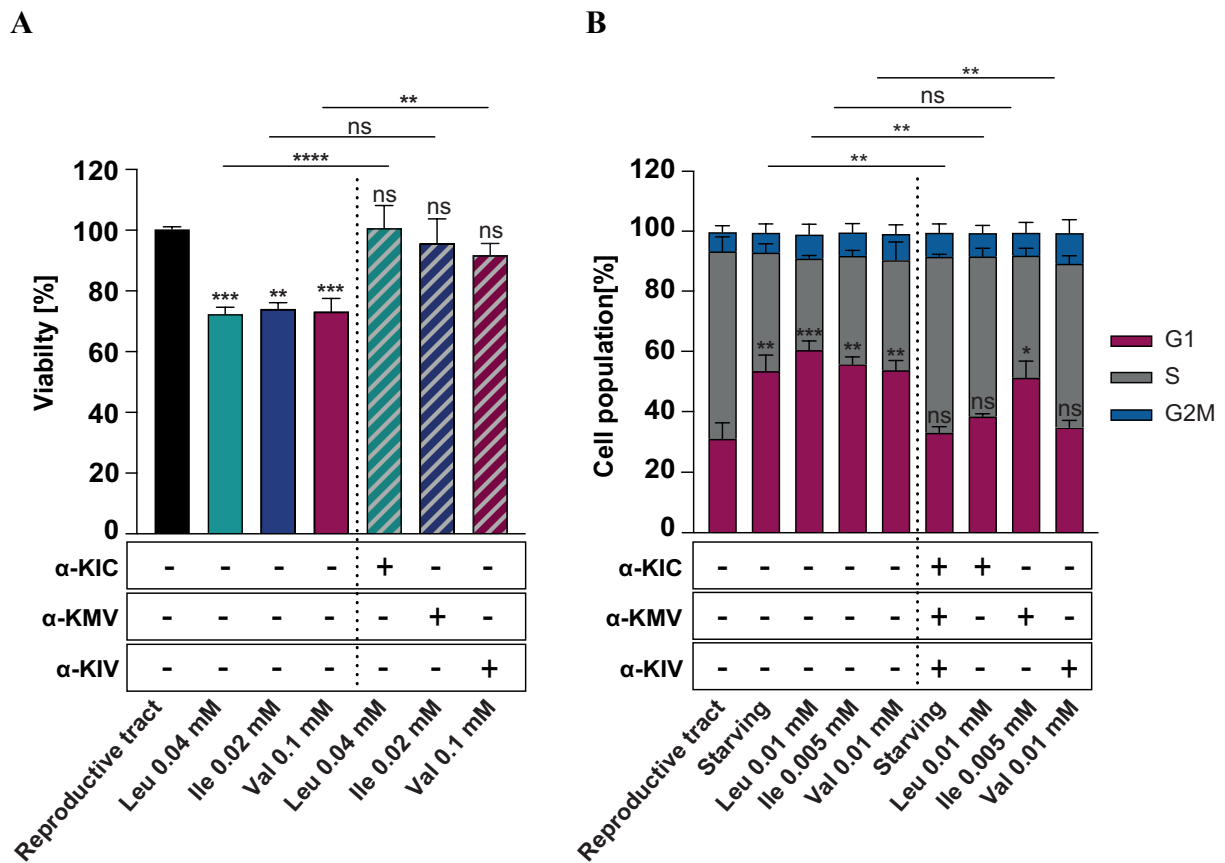 A
B
**
ns
****
**
ns
**
**
120
100
80
60
40
20
0
Viabilty [%]
***
**
***
ns
ns
ns
120
100
80
60
40
20
0
Cell population[%]
**
***
**
**
ns
ns
*
ns
G1
S
G2M
α-KIC - - - - + - -
α-KMV - - - - - + -
α-KIV - - - - - - +
Reproductive tract
Leu 0.04 mM
Ile 0.02 mM
Val 0.1 mM
Leu 0.04 mM
Ile 0.02 mM
Val 0.1 mM
α-KIC - - - - - + + - -
α-KMV - - - - - + - + -
α-KIV - - - - - + - - +
Reproductive tract
Starving
Leu 0.01 mM
Ile 0.005 mM
Val 0.01 mM
Starving
Leu 0.01 mM
Ile 0.005 mM
Val 0.01 mM